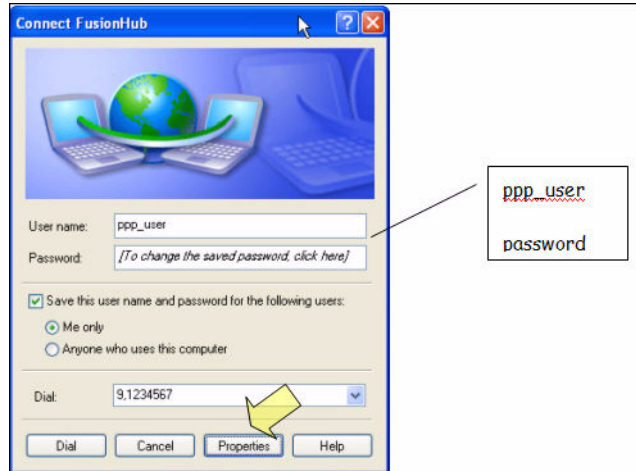 Connect FusionHub
User name: ppp_user
Password: [To change the saved password, click here]
Save this user name and password for the following users:
Me only
Anyone who uses this computer
Dial: 9,1234567
Dial Cancel Properties Help
ppp_user
password